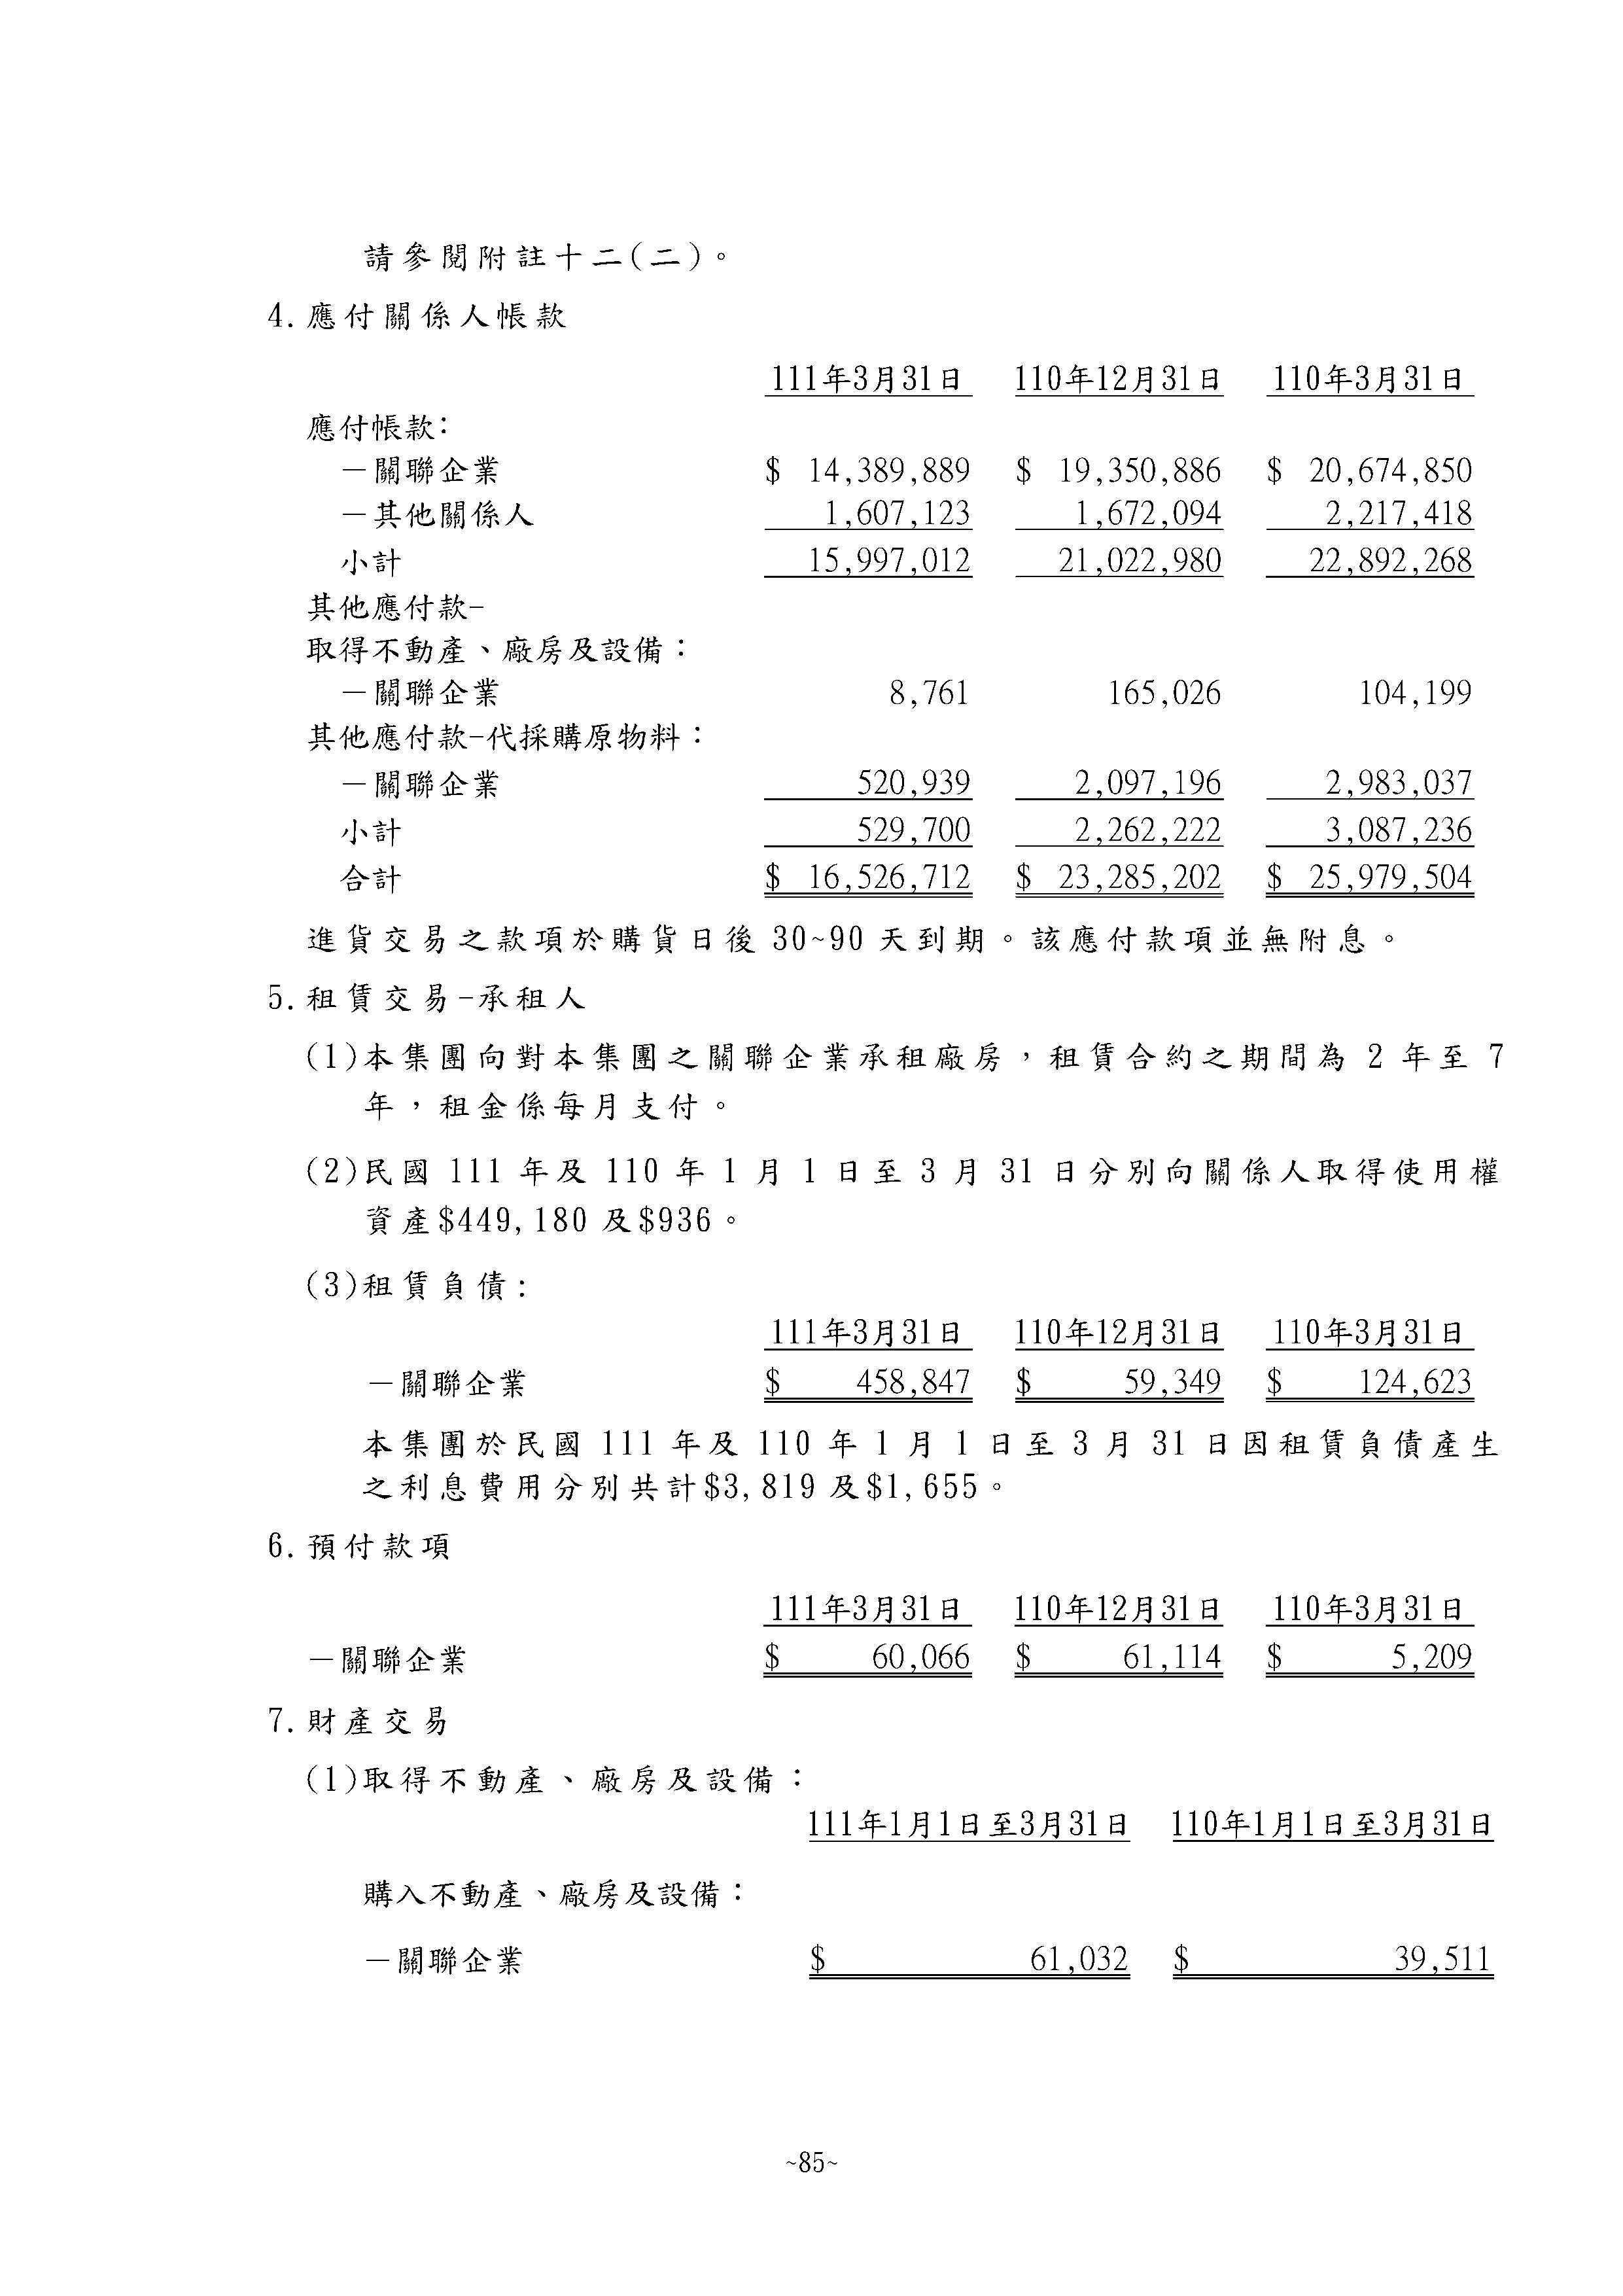 請參閱附註十二(二)。
4.應付關係人帳款
111年3月31日 110年12月31日 110年3月31日
應付帳款:
－關聯企業 $ 14,389,889 $ 19,350,886 $ 20,674,850
－其他關係人 1,607,123 1,672,094 2,217,418
小計 15,997,012 21,022,980 22,892,268
其他應付款-
取得不動產、廠房及設備：
－關聯企業 8,761 165,026 104,199
其他應付款-代採購原物料：
－關聯企業 520,939 2,097,196 2,983,037
小計 529,700 2,262,222 3,087,236
合計 $ 16,526,712 $ 23,285,202 $ 25,979,504
進貨交易之款項於購貨日後 30~90 天到期。該應付款項並無附息。
5.租賃交易-承租人
(1)本集團向對本集團之關聯企業承租廠房，租賃合約之期間為 2 年至 7
年，租金係每月支付。
(2)民國 111 年及 110 年 1 月 1 日至 3 月 31 日分別向關係人取得使用權
資產$449,180 及$936。
(3)租賃負債:
111年3月31日 110年12月31日 110年3月31日
－關聯企業 $ 458,847 $ 59,349 $ 124,623
本集團於民國 111 年及 110 年 1 月 1 日至 3 月 31 日因租賃負債產生
之利息費用分別共計$3,819 及$1,655。
6.預付款項
111年3月31日 110年12月31日 110年3月31日
－關聯企業 $ 60,066 $ 61,114 $ 5,209
7.財產交易
(1)取得不動產、廠房及設備：
111年1月1日至3月31日 110年1月1日至3月31日
購入不動產、廠房及設備：
－關聯企業 $ 61,032 $ 39,511
~85~